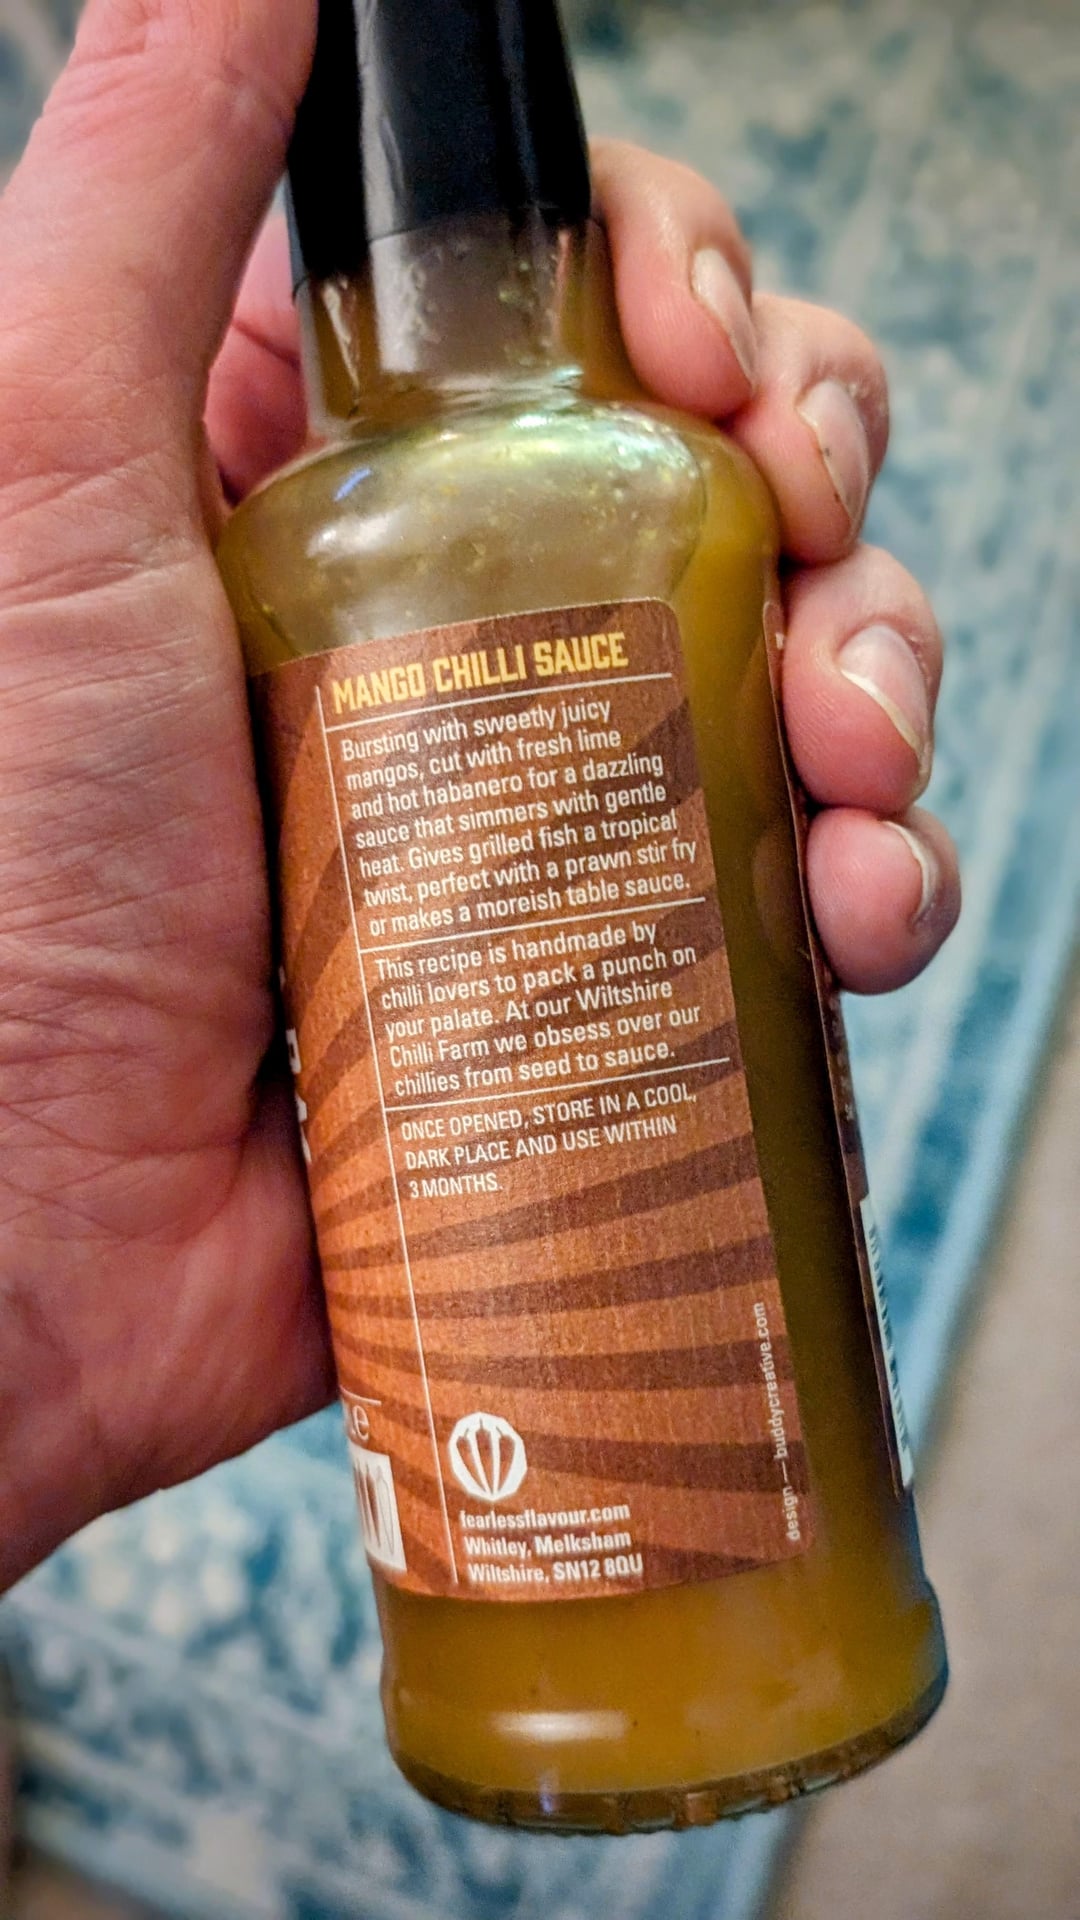 MANGO CHILLI SAUCE
Bursting with sweetly juicy
mangos, cut with fresh lime
and hot habanero for a dazzling
sauce that simmers with gentle
heat. Gives grilled fish a tropical
twist, perfect with a prawn stir fry
or makes a moreish table sauce.
This recipe is handmade by
chilli lovers to pack a punch on
your palate. At our Wiltshire
Chilli Farm we obsess over our
chillies from seed to sauce.
ONCE OPENED, STORE IN A COOL,
DARK PLACE AND USE WITHIN
3 MONTHS.
fearlessflavour.com
Whitley, Melksham
Wiltshire, SN12 8QU
design — buddycreative.com